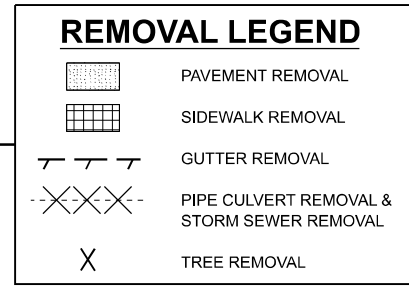 REMOVAL LEGEND
PAVEMENT REMOVAL
SIDEWALK REMOVAL
GUTTER REMOVAL
PIPE CULVERT REMOVAL &
STORM SEWER REMOVAL
TREE REMOVAL